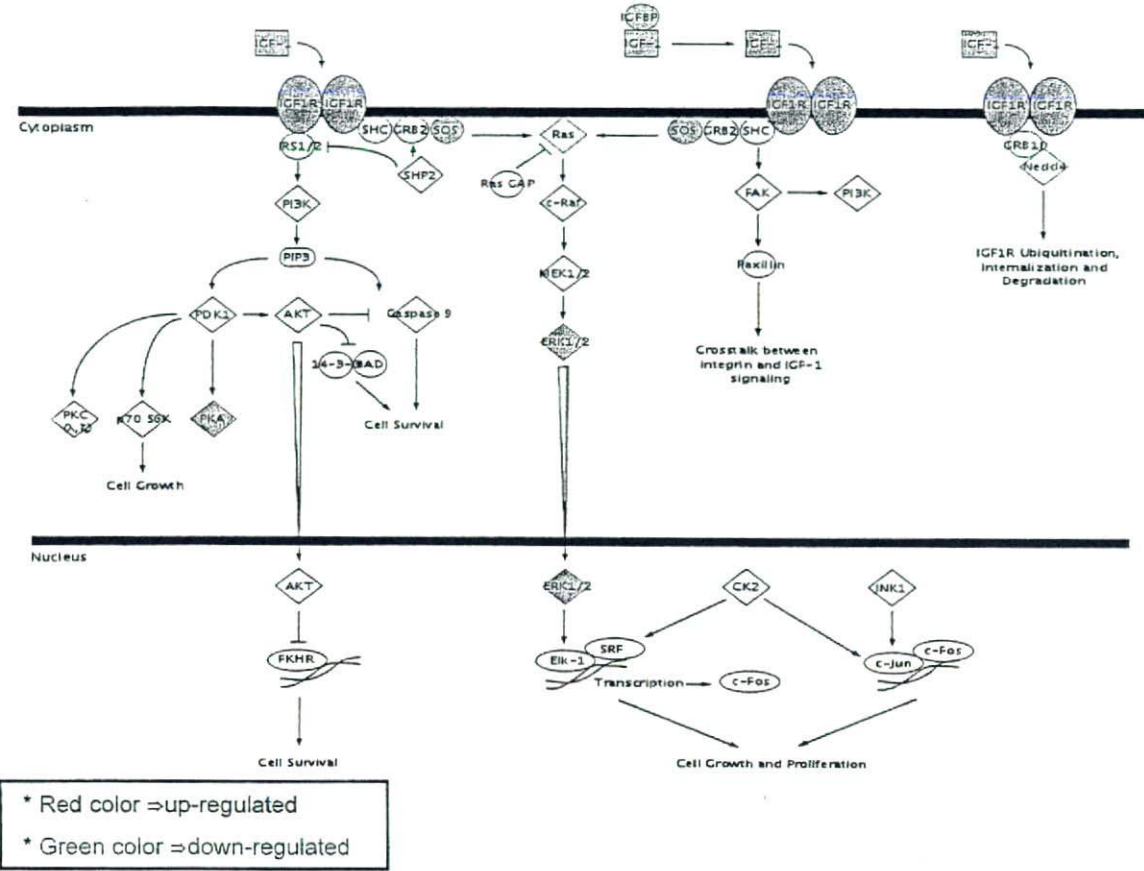 IGFBP
IGF-1
IGF-1
IGF-1
IGF-1
IGF1R IGF1R
IGF1R IGF1R
IGF1R IGF1R
Cytoplasm
SHC GRB2 SOS
Ras
SOS GRB2 SHC
GRB10
Nedd4
IRS1/2
SHP2
Ras GAP
PI3K
c-Raf
FAK
PI3K
PIP3
MEK1/2
Paxillin
IGF1R Ubiquitination,
Internalization and
Degradation
PDK1
AKT
Caspase 9
ERK1/2
14-3-3
BAD
Crosstalk between
integrin and IGF-1
signaling
PKC
p70 SGK
PKA
Cell Survival
Cell Growth
Nucleus
AKT
ERK1/2
CK2
JNK1
FKHR
Elk-1
SRF
c-Jun
c-Fos
Transcription
c-Fos
Cell Survival
Cell Growth and Proliferation
* Red color ⇒up-regulated
* Green color ⇒down-regulated